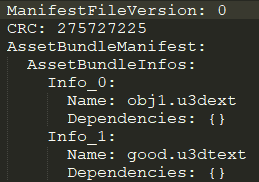 ManifestFileVersion: 0
CRC: 275727225
AssetBundleManifest:
  AssetBundleInfos:
    Info_0:
      Name: obj1.u3dext
      Dependencies: {}
    Info_1:
      Name: good.u3dtext
      Dependencies: {}